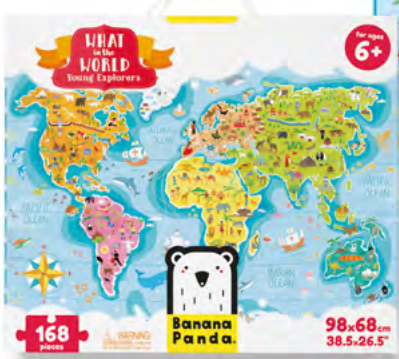 WHAT
in the
WORLD
Young Explorers
for ages
6+
OCEAN
PACIFIC
OCEAN
PACIFIC
OCEAN
INDIAN
OCEAN
168
pieces
WARNING
Banana
Panda.
98x68cm
38.5x26.5"